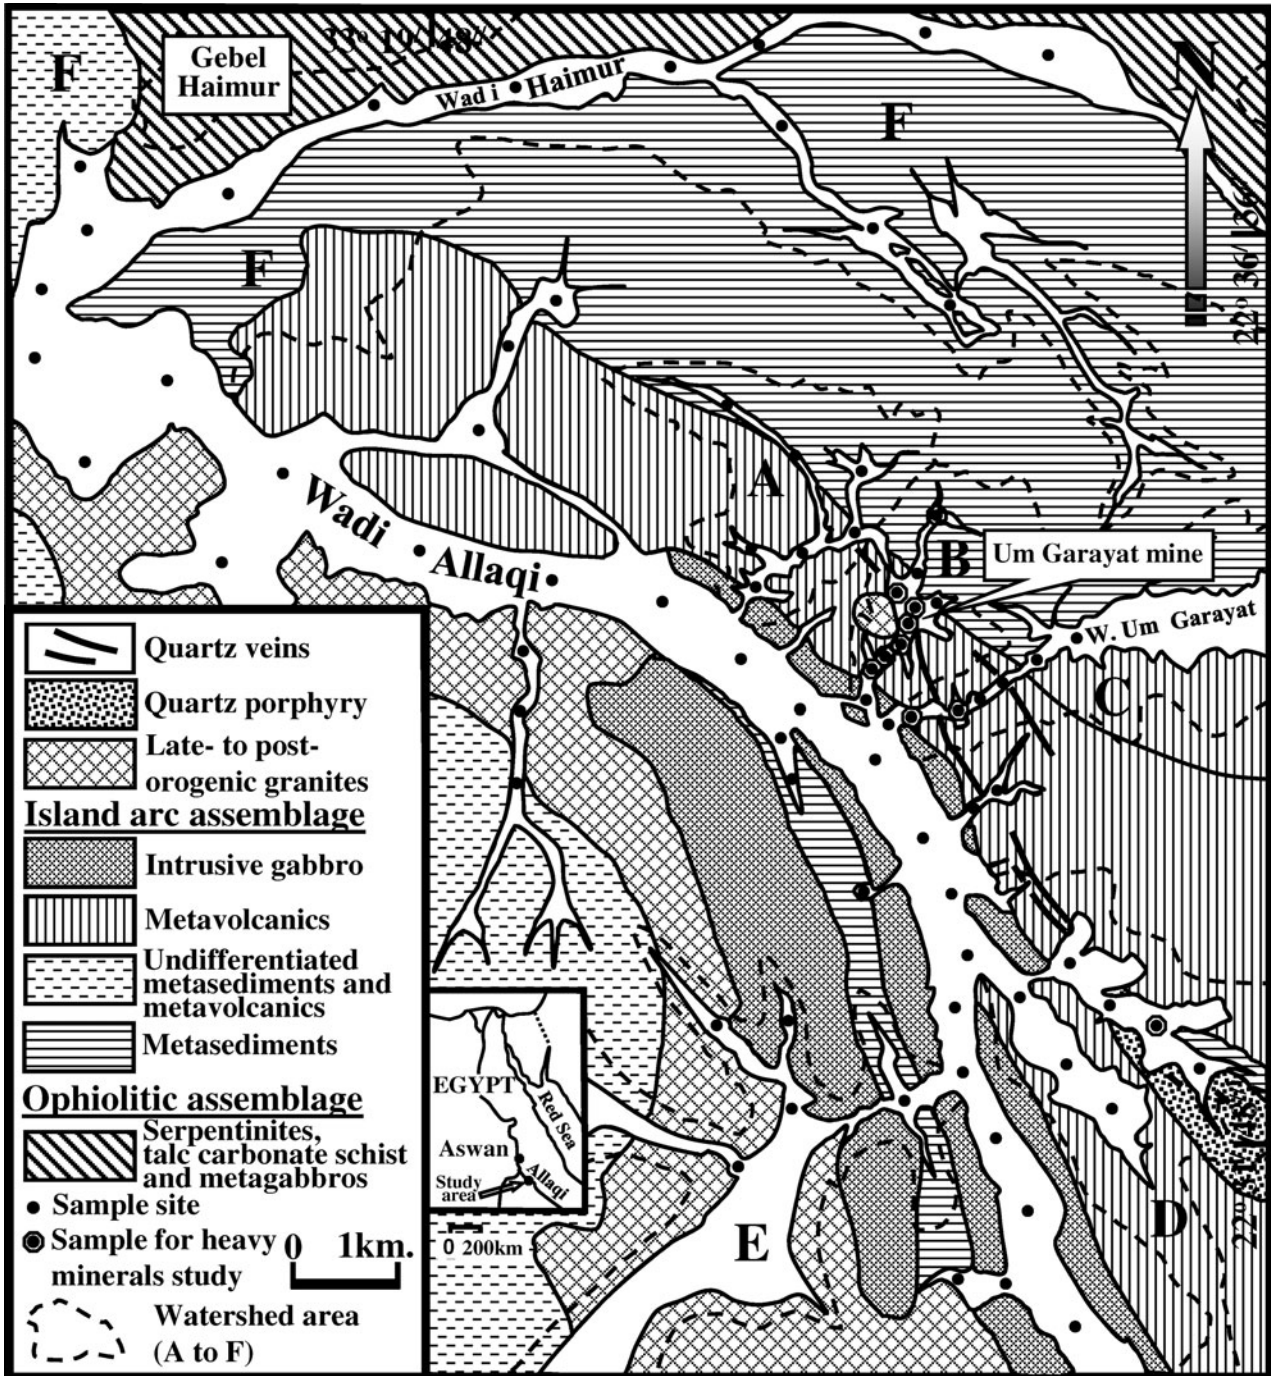 F
Gebel
Haimur
33º 19/ 48//
Wadi Haimur
N
F
F
22º 36/ 36//
Wadi
Allaqi
A
B
Um Garayat mine
W. Um Garayat
C
D
E
22º
Quartz veins
Quartz porphyry
Late- to post-
orogenic granites
Island arc assemblage
Intrusive gabbro
Metavolcanics
Undifferentiated
metasediments and
metavolcanics
Metasediments
Ophiolitic assemblage
Serpentinites,
talc carbonate schist
and metagabbros
Sample site
Sample for heavy
minerals study
0 1km.
Watershed area
(A to F)
EGYPT
Red Sea
Aswan
Allaqi
Study
area
0 200km